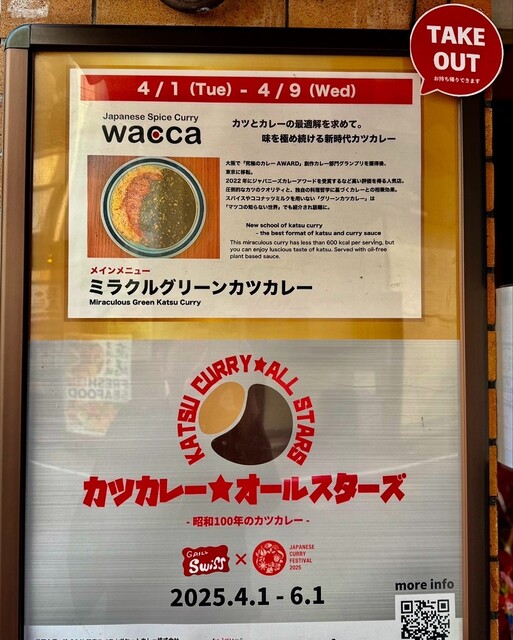 TAKE
OUT
お持ち帰りできます
4/1 (Tue) - 4/9 (Wed)
Japanese Spice Curry
wacca
カツとカレーの最適解を求めて。
味を極め続ける新時代カツカレー
大阪で『究極のカレーAWARD』創作カレー部門グランプリを獲得後、
東京に移転。
2022年にジャパニーズカレーアワードを受賞するなど高い評価を得る人気店。
圧倒的なカツのクオリティと、独自の料理哲学に基づくカレーとの相乗効果。
スパイスやココナッツミルクを用いない「グリーンカツカレー」は
「マツコの知らない世界」でも紹介され話題に。
New school of katsu curry
- the best format of katsu and curry sauce
This miraculous curry has less than 600 kcal per serving, but
you can enjoy luscious taste of katsu. Served with oil-free
plant based sauce.
メインメニュー
ミラクルグリーンカツカレー
Miraculous Green Katsu Curry
FRESH
SEAFOOD
KATSU CURRY★ALL STARS
カツカレー★オールスターズ
- 昭和100年のカツカレー -
GRILL
Swiss
×
JAPANESE
CURRY
FESTIVAL
2025
2025.4.1 - 6.1
more info